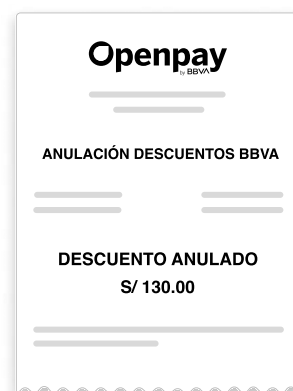 Openpay
by BBVA
ANULACIÓN DESCUENTOS BBVA
DESCUENTO ANULADO
S/ 130.00